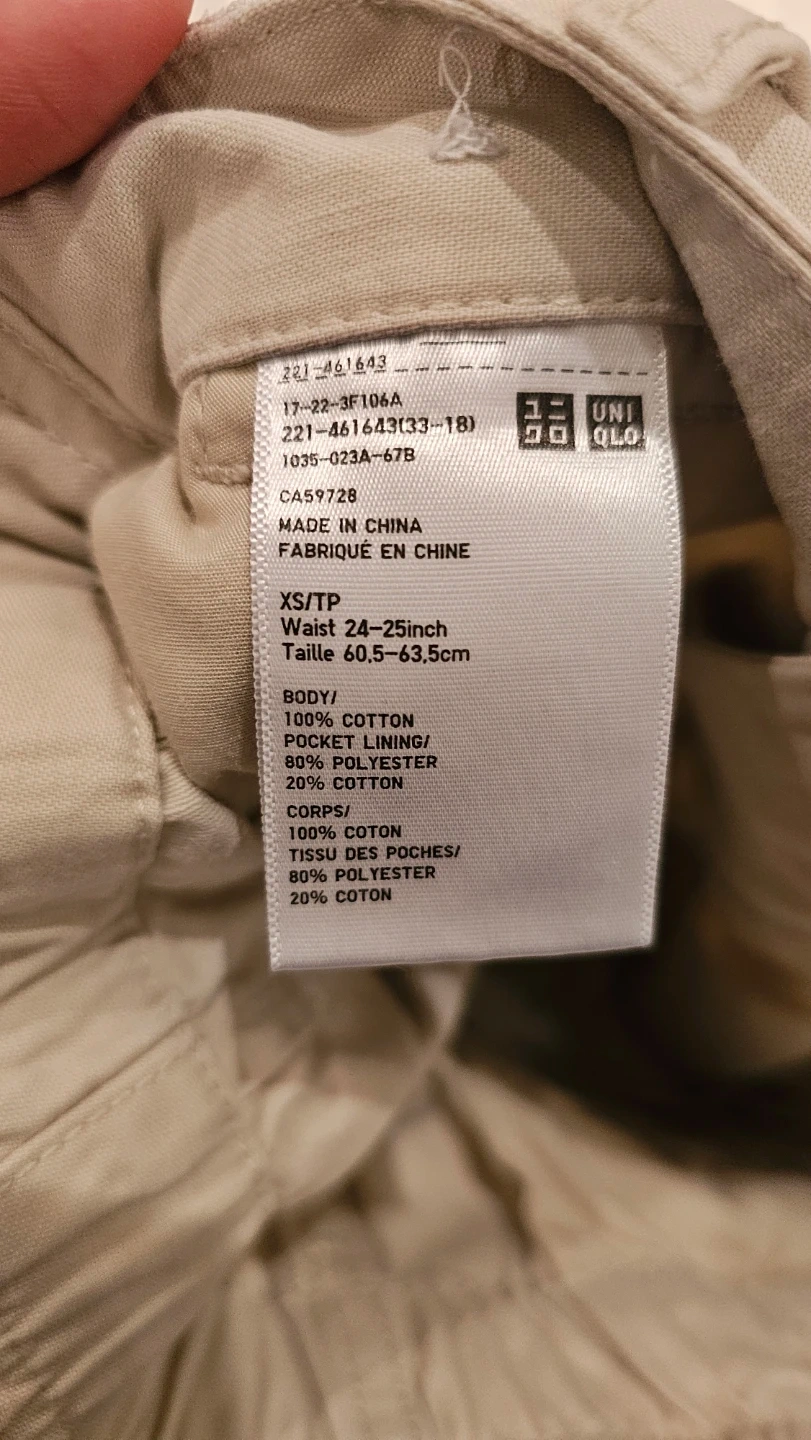 221-461643
17-22-3F106A
221-461643(33-18)
1035-023A-67B
ユニ
クロ
UNI
QLO
CA59728
MADE IN CHINA
FABRIQUÉ EN CHINE
XS/TP
Waist 24-25inch
Taille 60,5-63,5cm
BODY/
100% COTTON
POCKET LINING/
80% POLYESTER
20% COTTON
CORPS/
100% COTON
TISSU DES POCHES/
80% POLYESTER
20% COTON